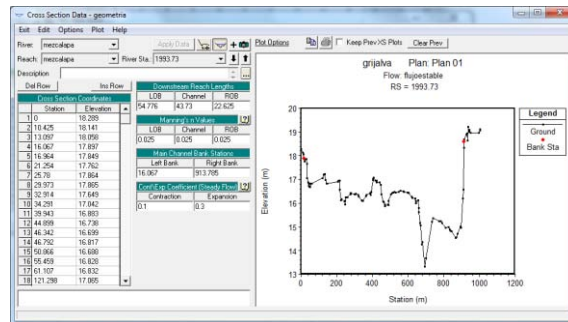 Cross Section Data - geometria
Exit Edit Options Plot Help
River: mezcalapa Apply Data
Reach: mezcalapa River Sta.: 1993.73
Description
Del Row Ins Row
Cross Section Coordinates
Station Elevation
1 0 18.289
2 10.425 18.141
3 13.097 18.058
4 16.067 17.897
5 16.964 17.849
6 21.254 17.762
7 25.78 17.864
8 29.973 17.865
9 32.914 17.649
10 34.291 17.042
11 39.943 16.883
12 44.899 16.738
13 46.342 16.699
14 46.792 16.817
15 50.866 16.688
16 55.459 16.828
17 61.107 16.832
18 121.298 17.065
Downstream Reach Lengths
LOB Channel ROB
54.776 43.73 22.625
Manning's n Values
LOB Channel ROB
0.025 0.025 0.025
Main Channel Bank Stations
Left Bank Right Bank
16.067 913.785
Cont\Exp Coefficient (Steady Flow)
Contraction Expansion
0.1 0.3
Plot Options Keep Prev XS Plots Clear Prev
grijalva Plan: Plan 01
Flow: flujoestable
RS = 1993.73
Elevation (m)
20
19
18
17
16
15
14
13
0 200 400 600 800 1000 1200
Station (m)
Legend
Ground
Bank Sta